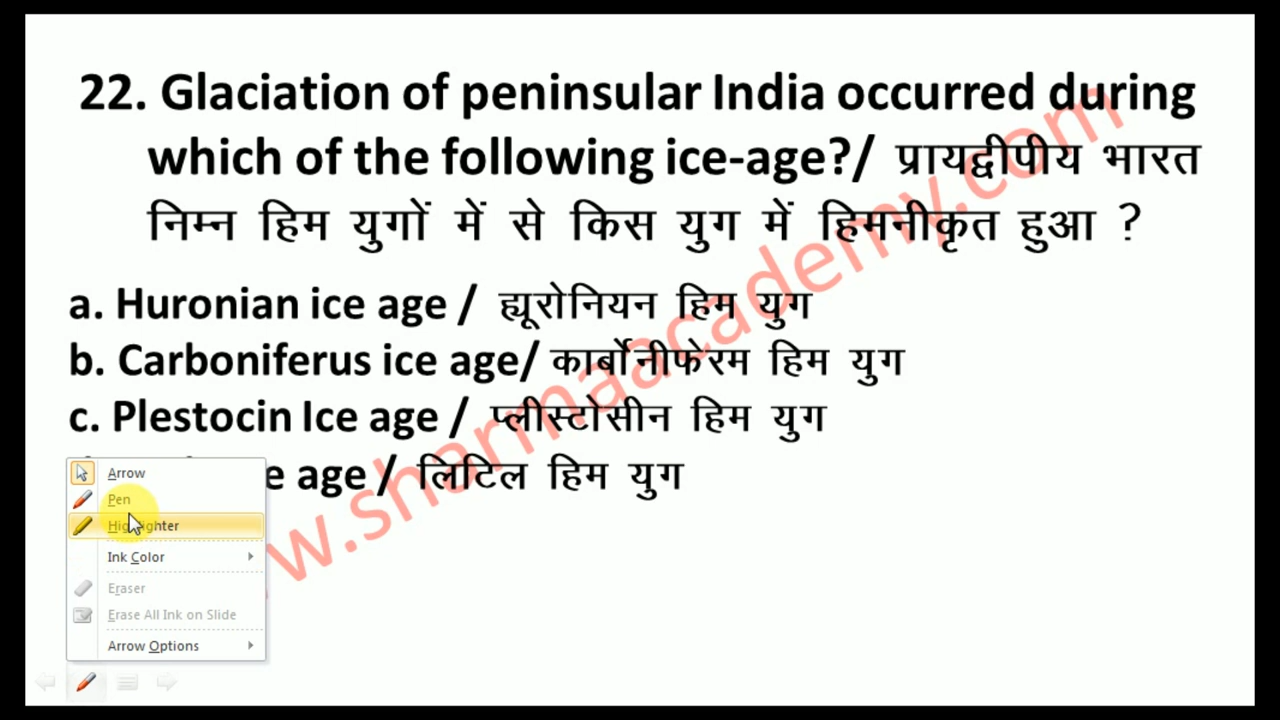 22. Glaciation of peninsular India occurred during
which of the following ice-age?/ प्रायद्वीपीय भारत
निम्न हिम युगों में से किस युग में हिमनीकृत हुआ ?
a. Huronian ice age / ह्यूरोनियन हिम युग
b. Carboniferus ice age/ कार्बोनीफेरम हिम युग
c. Plestocin Ice age / प्लीस्टोसीन हिम युग
age / लिटिल हिम युग
Arrow
Pen
Highlighter
Ink Color
Eraser
Erase All Ink on Slide
Arrow Options
w.sharmaacademy.com